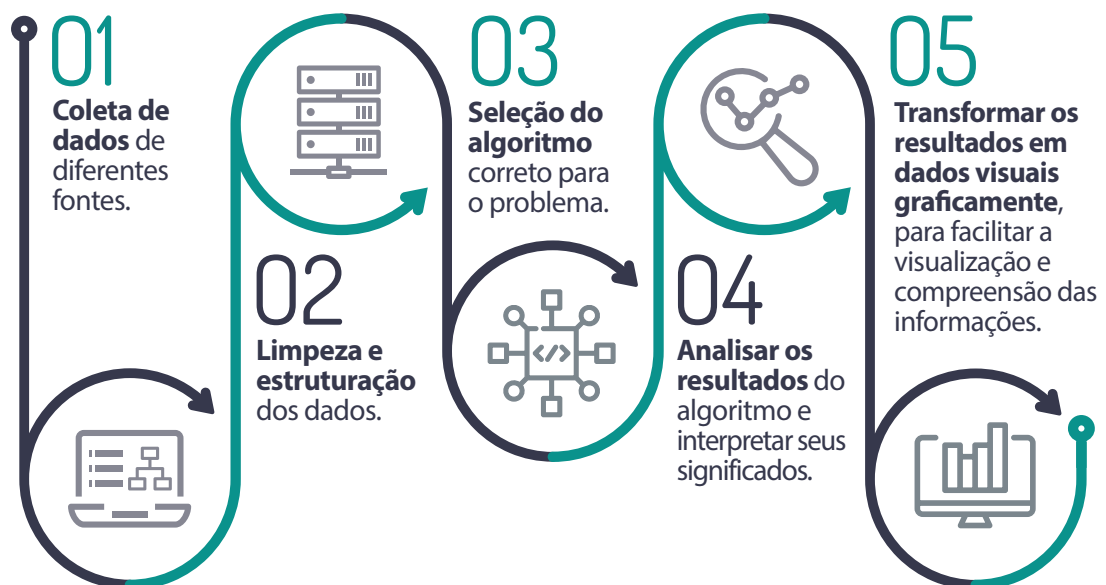 01
Coleta de
dados de
diferentes
fontes.
02
Limpeza e
estruturação
dos dados.
03
Seleção do
algoritmo
correto para
o problema.
</>
04
Analisar os
resultados do
algoritmo e
interpretar seus
significados.
05
Transformar os
resultados em
dados visuais
graficamente,
para facilitar a
visualização e
compreensão das
informações.